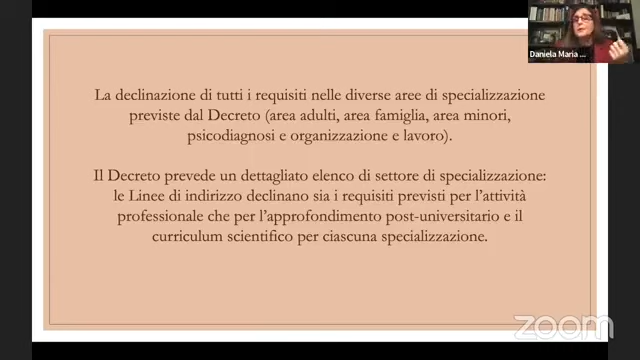 Daniela Maria ...
La declinazione di tutti i requisiti nelle diverse aree di specializzazione
previste dal Decreto (area adulti, area famiglia, area minori,
psicodiagnosi e organizzazione e lavoro).
Il Decreto prevede un dettagliato elenco di settore di specializzazione:
le Linee di indirizzo declinano sia i requisiti previsti per l'attività
professionale che per l'approfondimento post-universitario e il
curriculum scientifico per ciascuna specializzazione.
zoom